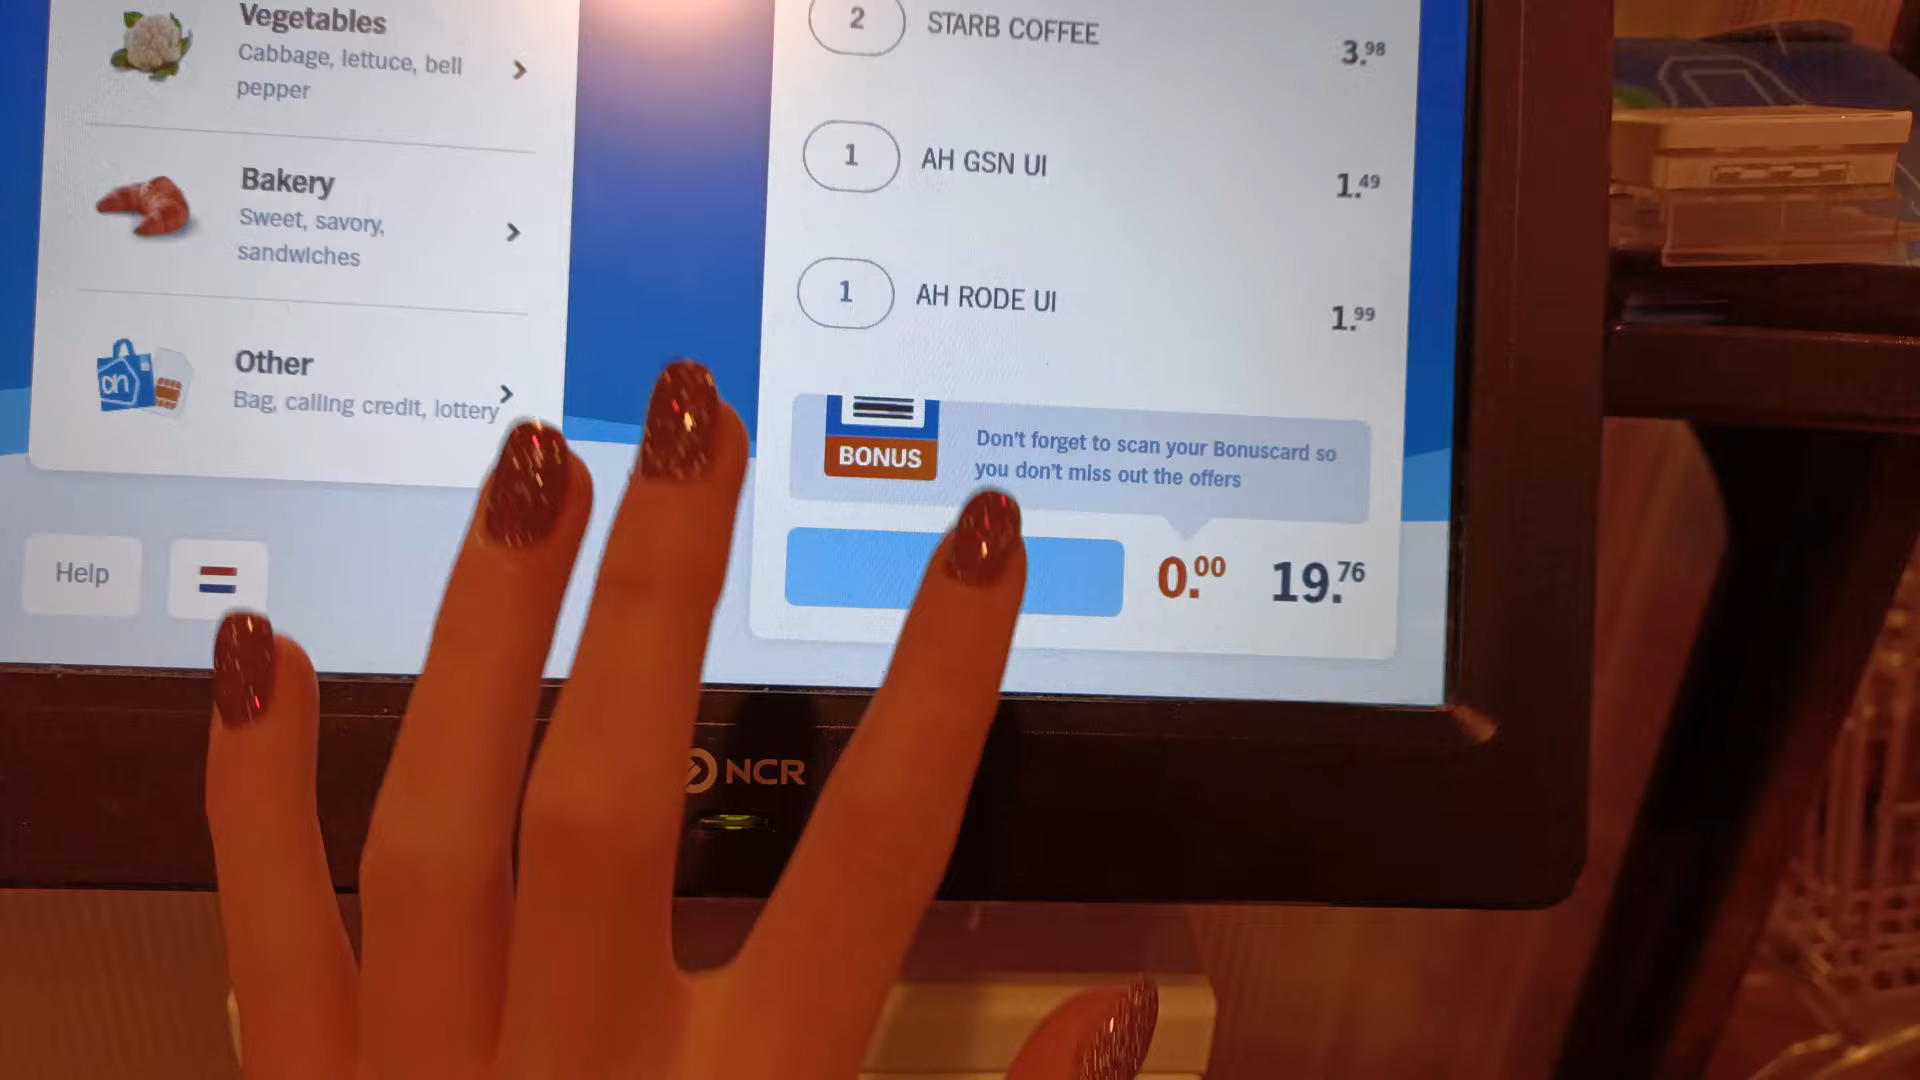 Vegetables
Cabbage, lettuce, bell
pepper
Bakery
Sweet, savory,
sandwiches
Other
Bag, calling credit, lottery
Help
2 STARB COFFEE 3.98
1 AH GSN UI 1.49
1 AH RODE UI 1.99
BONUS
Don't forget to scan your Bonuscard so
you don't miss out the offers
0.00 19.76
NCR
ah